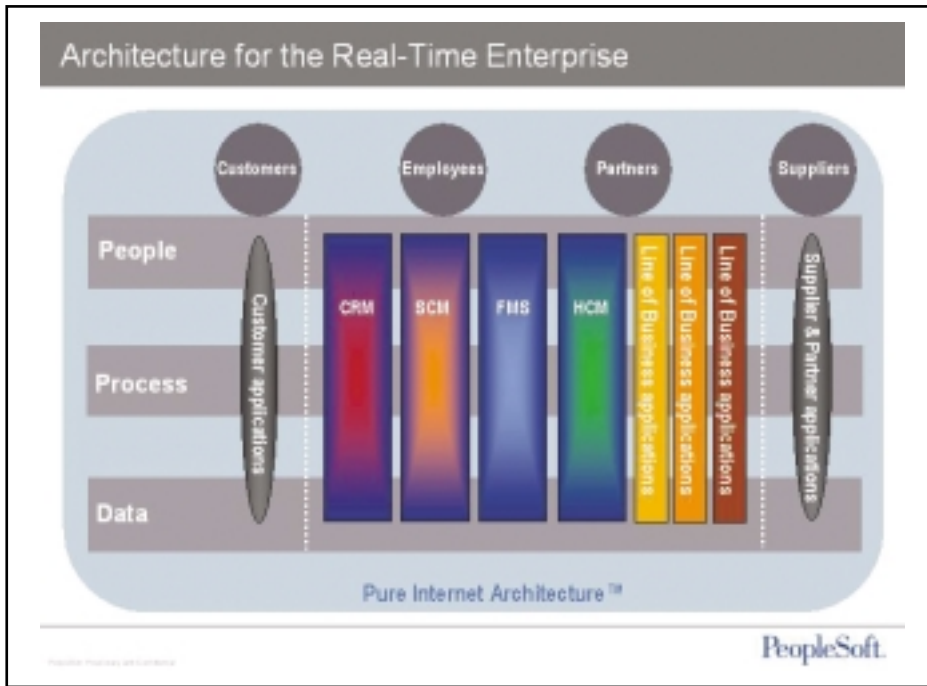 Architecture for the Real-Time Enterprise
Customers
Employees
Partners
Suppliers
People
Process
Data
Customer applications
CRM
SCM
FMS
HCM
Line of Business applications
Line of Business applications
Line of Business applications
Supplier & Partner applications
Pure Internet Architecture™
PeopleSoft.